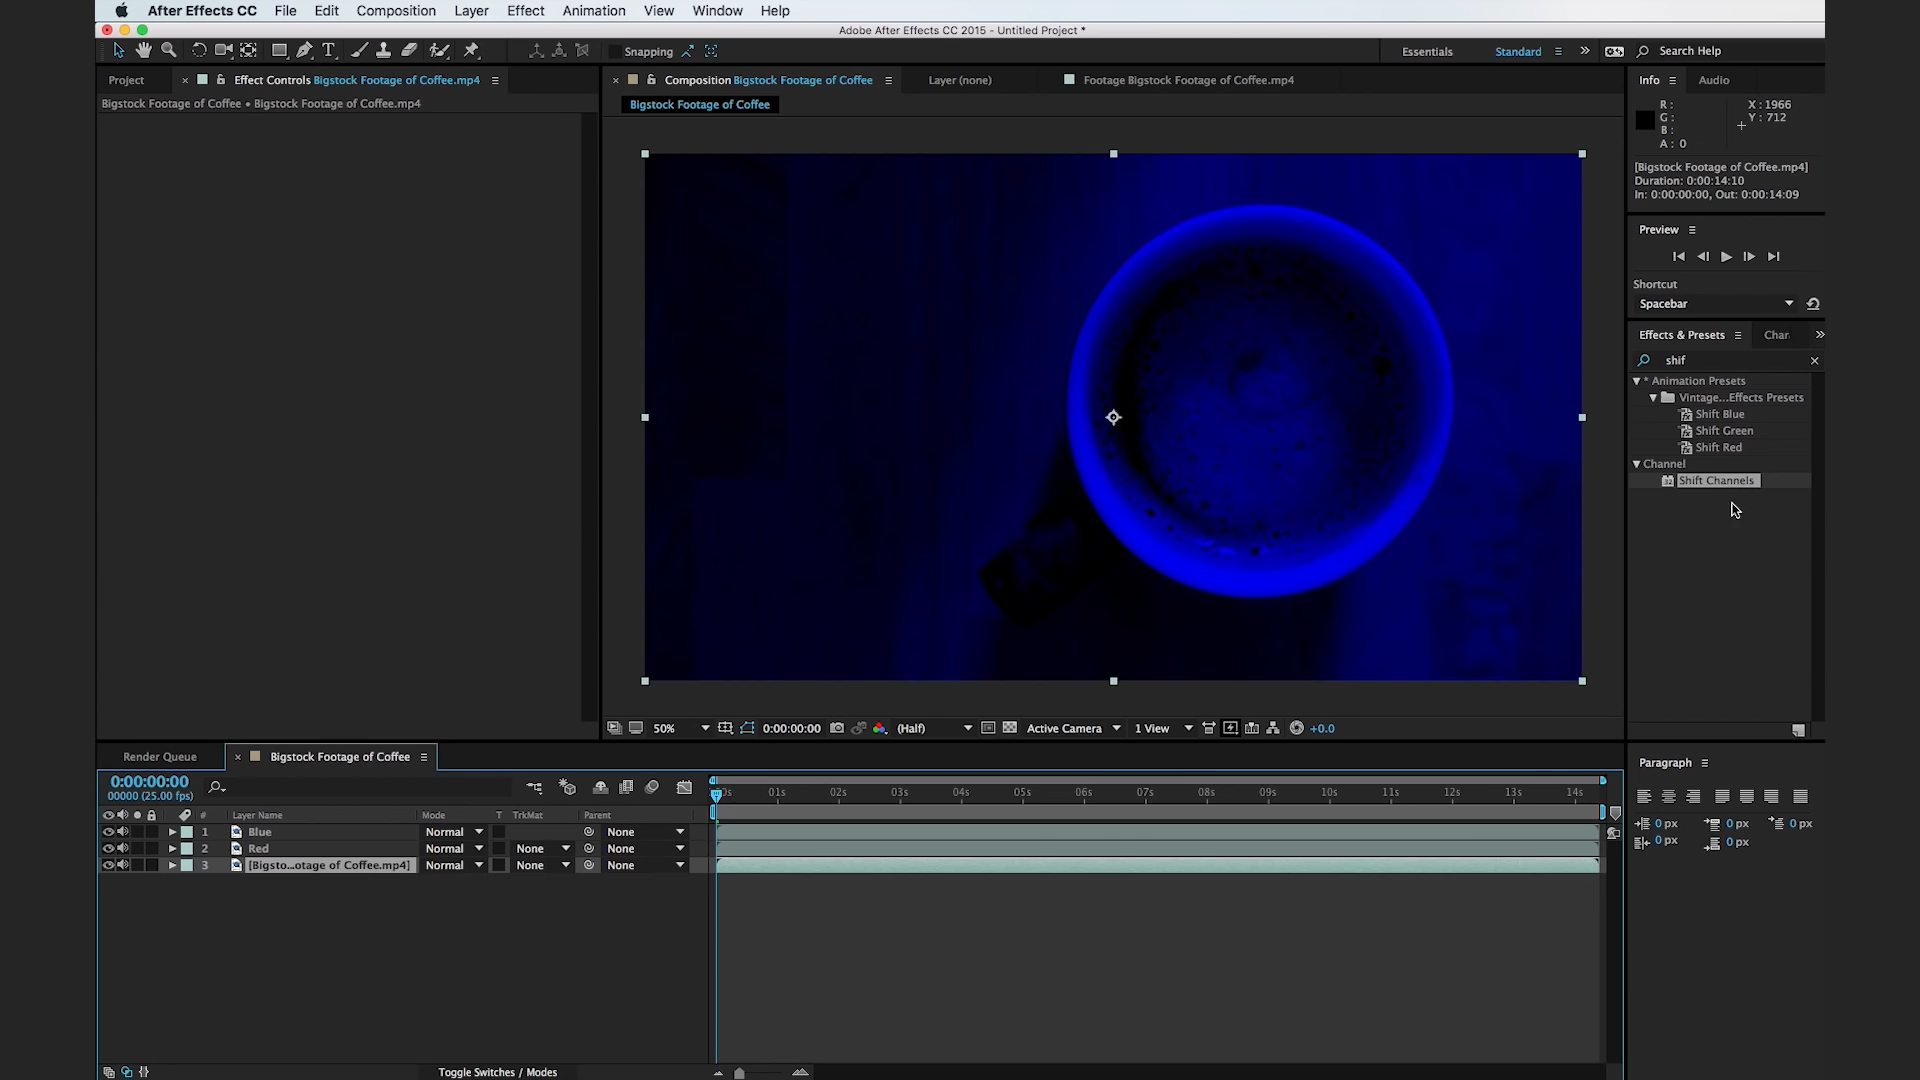 After Effects CC File Edit Composition Layer Effect Animation View Window Help
Adobe After Effects CC 2015 - Untitled Project *
T Snapping Essentials Standard Search Help
Project Effect Controls Bigstock Footage of Coffee.mp4
Composition Bigstock Footage of Coffee Layer (none) Footage Bigstock Footage of Coffee.mp4
Info Audio
Bigstock Footage of Coffee • Bigstock Footage of Coffee.mp4
Bigstock Footage of Coffee
R :
G :
B :
A : 0
X : 1966
Y : 712
[Bigstock Footage of Coffee.mp4]
Duration: 0:00:14:10
In: 0:00:00:00, Out: 0:00:14:09
Preview
Shortcut
Spacebar
Effects & Presets Char
shif
* Animation Presets
Vintage...Effects Presets
Shift Blue
Shift Green
Shift Red
Channel
32 Shift Channels
50% 0:00:00:00 (Half) Active Camera 1 View +0.0
Render Queue Bigstock Footage of Coffee
0:00:00:00
00000 (25.00 fps)
00s 01s 02s 03s 04s 05s 06s 07s 08s 09s 10s 11s 12s 13s 14s
# Layer Name Mode T TrkMat Parent
1 Blue Normal None
2 Red Normal None None
3 [Bigsto...otage of Coffee.mp4] Normal None None
Toggle Switches / Modes
Paragraph
0 px 0 px 0 px
0 px 0 px